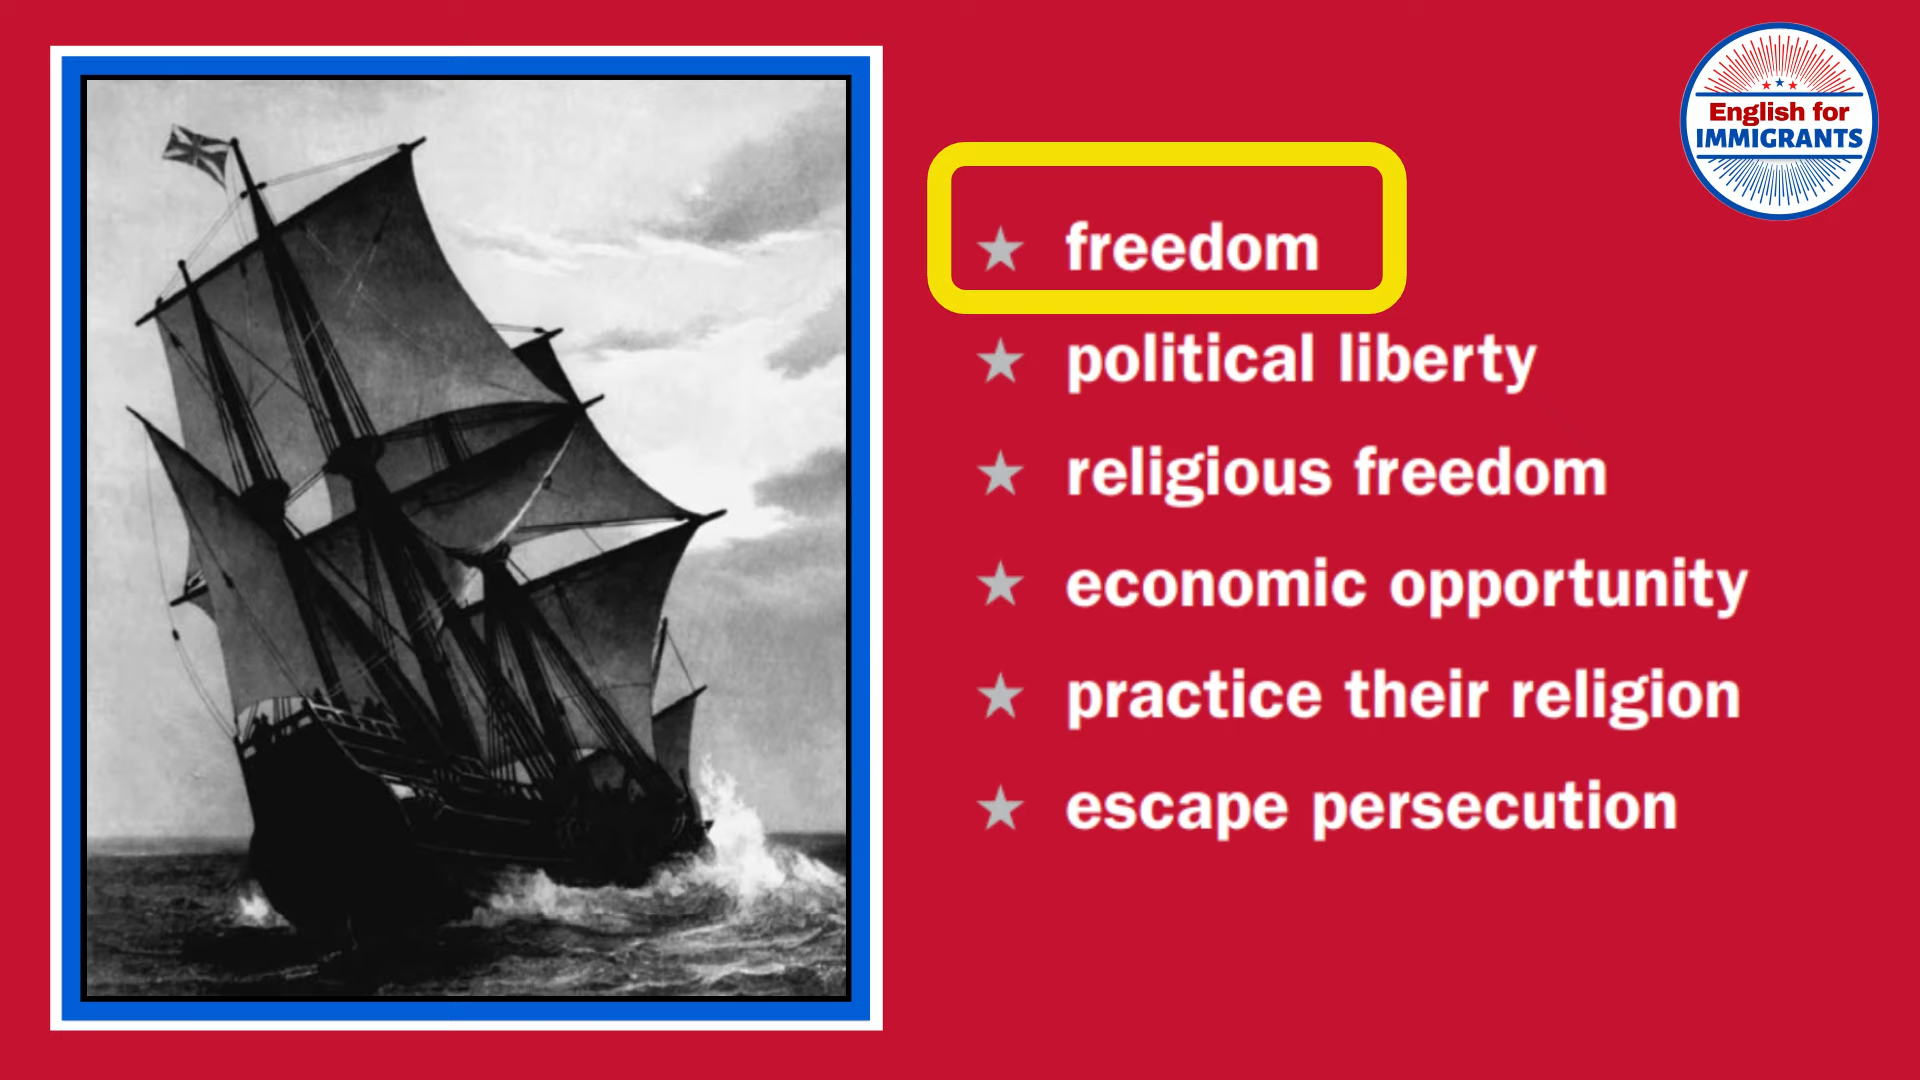 English for
IMMIGRANTS
freedom
political liberty
religious freedom
economic opportunity
practice their religion
escape persecution